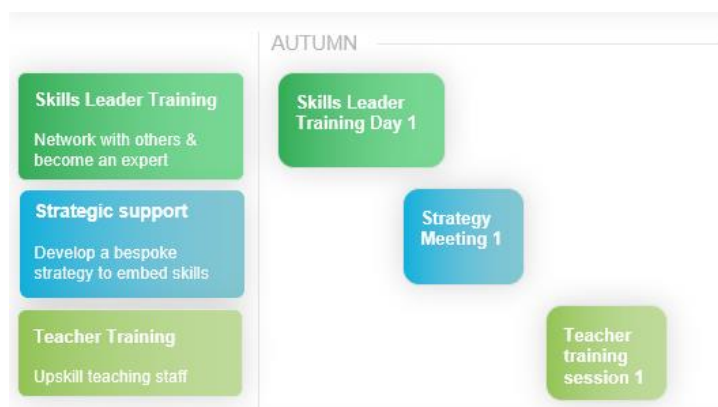 AUTUMN
Skills Leader Training
Network with others &
become an expert
Skills Leader
Training Day 1
Strategic support
Develop a bespoke
strategy to embed skills
Strategy
Meeting 1
Teacher Training
Upskill teaching staff
Teacher
training
session 1